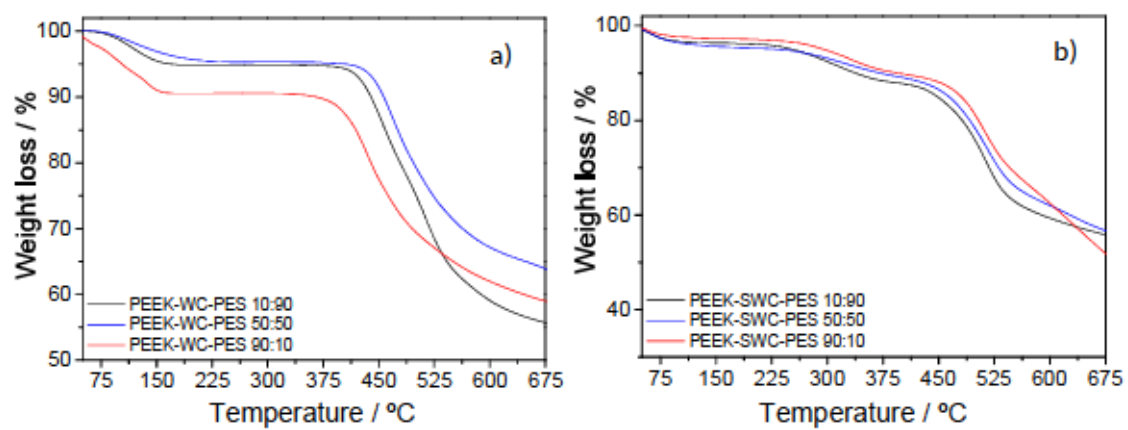 a)
100
90
80
70
60
50
Weight loss / %
PEEK-WC-PES 10:90
PEEK-WC-PES 50:50
PEEK-WC-PES 90:10
75 150 225 300 375 450 525 600 675
Temperature / ºC
b)
100
80
60
40
Weight loss / %
PEEK-SWC-PES 10:90
PEEK-SWC-PES 50:50
PEEK-SWC-PES 90:10
75 150 225 300 375 450 525 600 675
Temperature / ºC